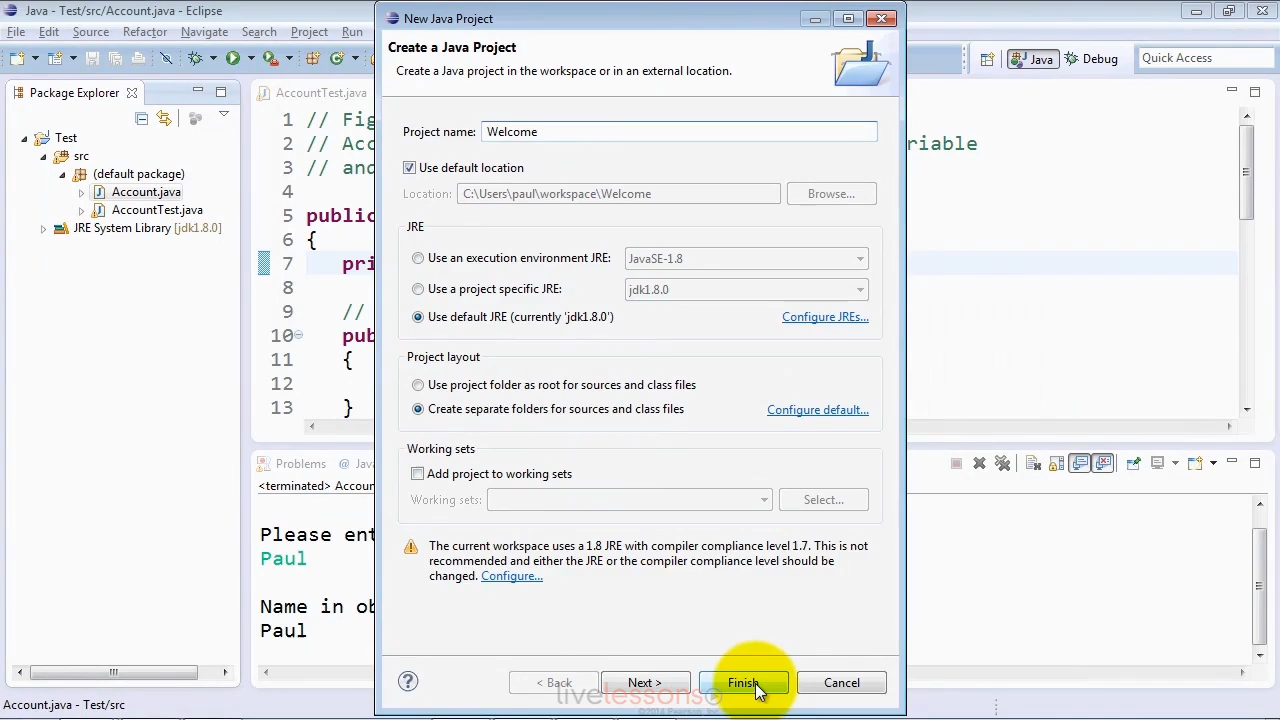 Java - Test/src/Account.java - Eclipse
File Edit Source Refactor Navigate Search Project Run
Java Debug Quick Access
Package Explorer
Test
src
(default package)
Account.java
AccountTest.java
JRE System Library [jdk1.8.0]
AccountTest.java
1 // Fig
2 // Acc
riable
3 // and
4
5 public
6 {
7 pri
8
9 //
10 pub
11 {
12
13 }
Problems @ Jav
<terminated> Accoun
Please ent
Paul
Name in ob
Paul
Account.java - Test/src
New Java Project
Create a Java Project
Create a Java project in the workspace or in an external location.
Project name: Welcome
Use default location
Location: C:\Users\paul\workspace\Welcome Browse...
JRE
Use an execution environment JRE: JavaSE-1.8
Use a project specific JRE: jdk1.8.0
Use default JRE (currently 'jdk1.8.0') Configure JREs...
Project layout
Use project folder as root for sources and class files
Create separate folders for sources and class files Configure default...
Working sets
Add project to working sets
Working sets: Select...
The current workspace uses a 1.8 JRE with compiler compliance level 1.7. This is not
recommended and either the JRE or the compiler compliance level should be
changed. Configure...
< Back Next > Finish Cancel
livelessons©
©2014 Pearson, Inc.